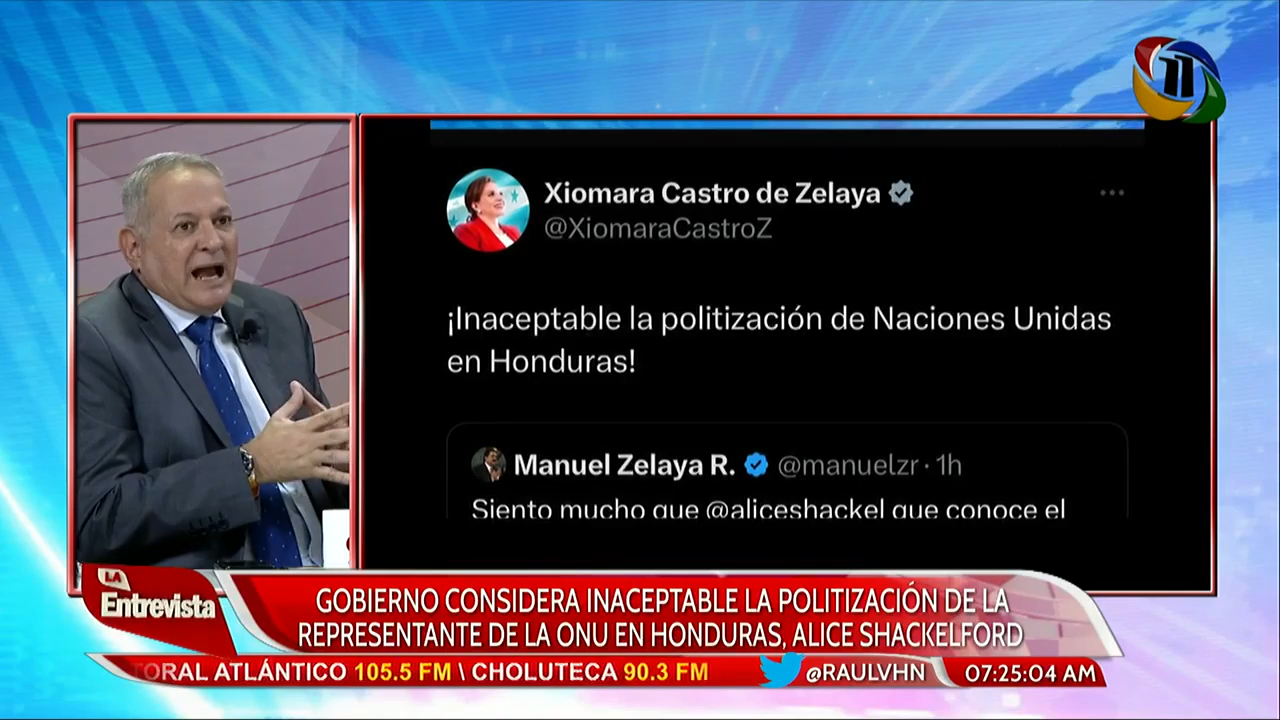 11
Xiomara Castro de Zelaya
@XiomaraCastroZ
¡Inaceptable la politización de Naciones Unidas
en Honduras!
Manuel Zelaya R. @manuelzr · 1h
Siento mucho que @aliceshackel que conoce el
LA
Entrevista
GOBIERNO CONSIDERA INACEPTABLE LA POLITIZACIÓN DE LA
REPRESENTANTE DE LA ONU EN HONDURAS, ALICE SHACKELFORD
TORAL ATLÁNTICO 105.5 FM \ CHOLUTECA 90.3 FM
@RAULVHN
07:25:04 AM